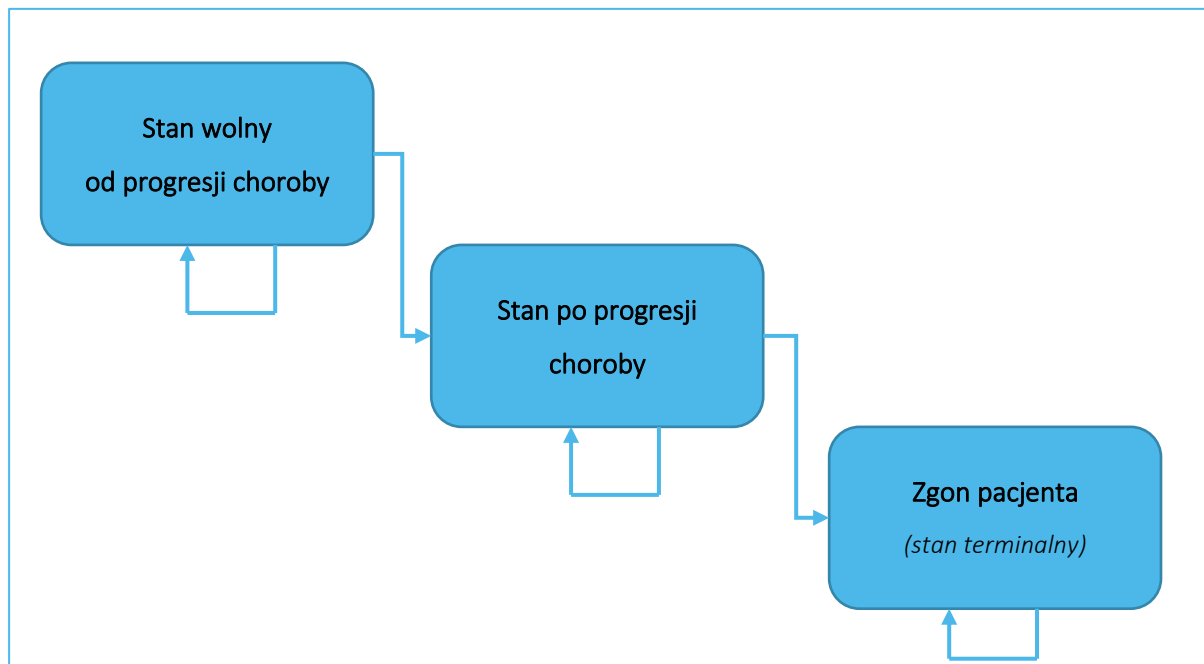 Stan wolny
od progresji choroby
Stan po progresji
choroby
Zgon pacjenta
(stan terminalny)